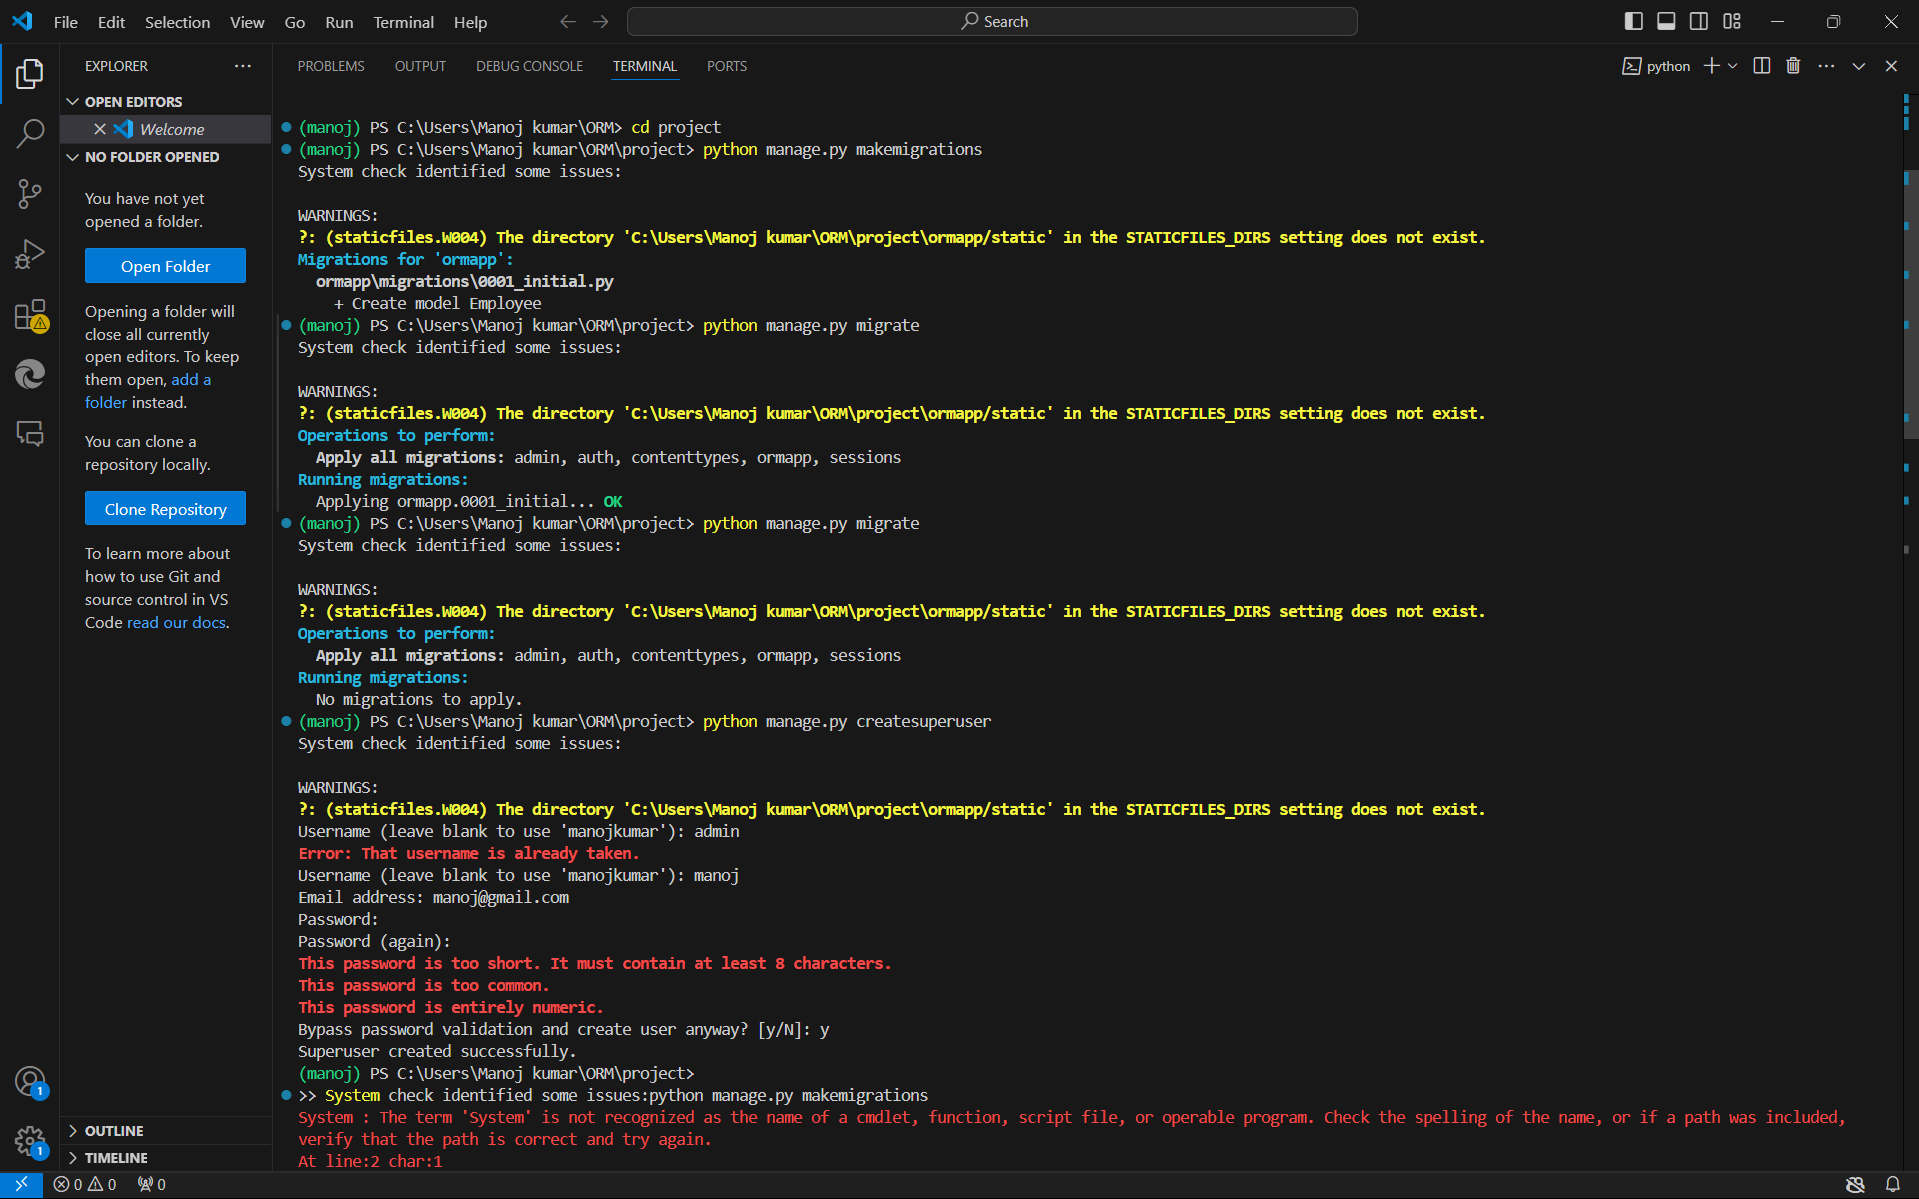 File Edit Selection View Go Run Terminal Help
Search
EXPLORER
OPEN EDITORS
Welcome
NO FOLDER OPENED
You have not yet
opened a folder.
Open Folder
Opening a folder will
close all currently
open editors. To keep
them open, add a
folder instead.
You can clone a
repository locally.
Clone Repository
To learn more about
how to use Git and
source control in VS
Code read our docs.
OUTLINE
TIMELINE
PROBLEMS OUTPUT DEBUG CONSOLE TERMINAL PORTS
python
(manoj) PS C:\Users\Manoj kumar\ORM> cd project
(manoj) PS C:\Users\Manoj kumar\ORM\project> python manage.py makemigrations
System check identified some issues:
WARNINGS:
?: (staticfiles.W004) The directory 'C:\Users\Manoj kumar\ORM\project\ormapp/static' in the STATICFILES_DIRS setting does not exist.
Migrations for 'ormapp':
ormapp\migrations\0001_initial.py
+ Create model Employee
(manoj) PS C:\Users\Manoj kumar\ORM\project> python manage.py migrate
System check identified some issues:
WARNINGS:
?: (staticfiles.W004) The directory 'C:\Users\Manoj kumar\ORM\project\ormapp/static' in the STATICFILES_DIRS setting does not exist.
Operations to perform:
Apply all migrations: admin, auth, contenttypes, ormapp, sessions
Running migrations:
Applying ormapp.0001_initial... OK
(manoj) PS C:\Users\Manoj kumar\ORM\project> python manage.py migrate
System check identified some issues:
WARNINGS:
?: (staticfiles.W004) The directory 'C:\Users\Manoj kumar\ORM\project\ormapp/static' in the STATICFILES_DIRS setting does not exist.
Operations to perform:
Apply all migrations: admin, auth, contenttypes, ormapp, sessions
Running migrations:
No migrations to apply.
(manoj) PS C:\Users\Manoj kumar\ORM\project> python manage.py createsuperuser
System check identified some issues:
WARNINGS:
?: (staticfiles.W004) The directory 'C:\Users\Manoj kumar\ORM\project\ormapp/static' in the STATICFILES_DIRS setting does not exist.
Username (leave blank to use 'manojkumar'): admin
Error: That username is already taken.
Username (leave blank to use 'manojkumar'): manoj
Email address: manoj@gmail.com
Password:
Password (again):
This password is too short. It must contain at least 8 characters.
This password is too common.
This password is entirely numeric.
Bypass password validation and create user anyway? [y/N]: y
Superuser created successfully.
(manoj) PS C:\Users\Manoj kumar\ORM\project>
>> System check identified some issues:python manage.py makemigrations
System : The term 'System' is not recognized as the name of a cmdlet, function, script file, or operable program. Check the spelling of the name, or if a path was included,
verify that the path is correct and try again.
At line:2 char:1
1
1
0 0 0